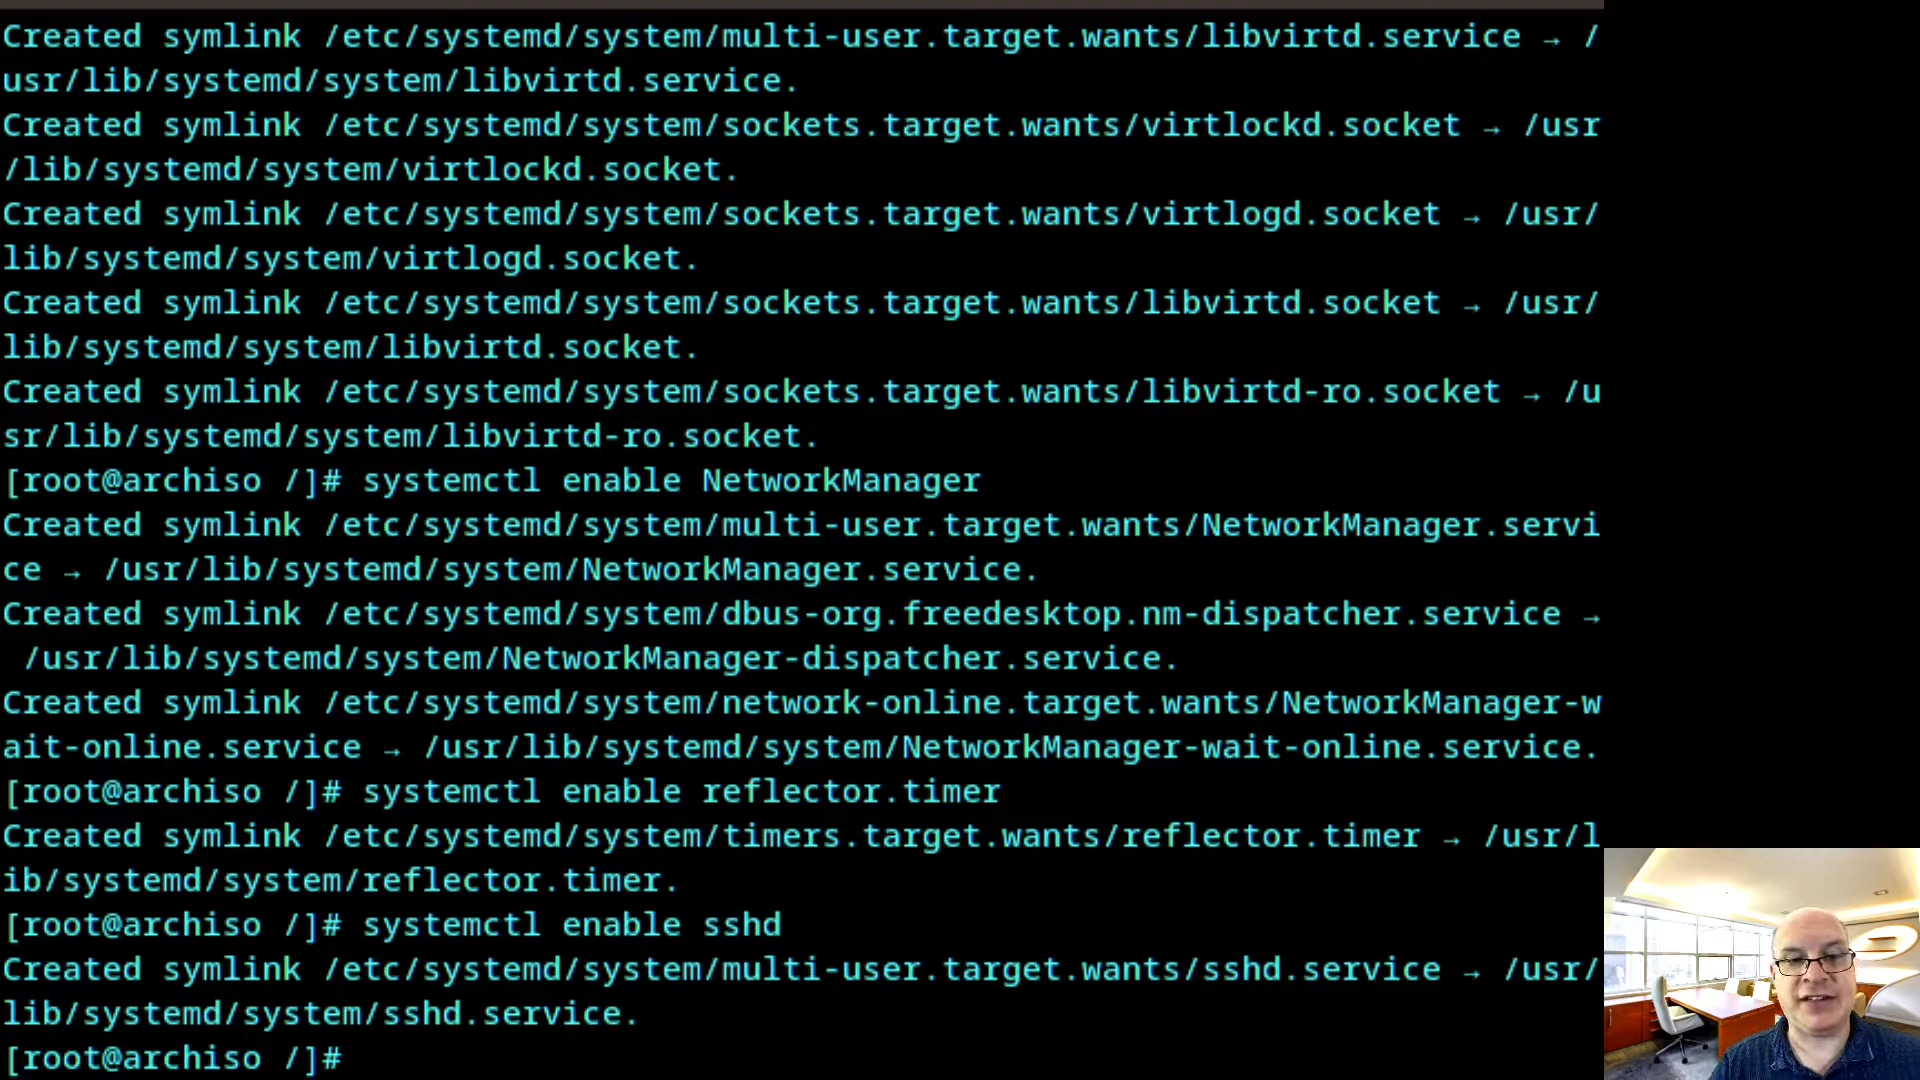 Created symlink /etc/systemd/system/multi-user.target.wants/libvirtd.service → /
usr/lib/systemd/system/libvirtd.service.
Created symlink /etc/systemd/system/sockets.target.wants/virtlockd.socket → /usr
/lib/systemd/system/virtlockd.socket.
Created symlink /etc/systemd/system/sockets.target.wants/virtlogd.socket → /usr/
lib/systemd/system/virtlogd.socket.
Created symlink /etc/systemd/system/sockets.target.wants/libvirtd.socket → /usr/
lib/systemd/system/libvirtd.socket.
Created symlink /etc/systemd/system/sockets.target.wants/libvirtd-ro.socket → /u
sr/lib/systemd/system/libvirtd-ro.socket.
[root@archiso /]# systemctl enable NetworkManager
Created symlink /etc/systemd/system/multi-user.target.wants/NetworkManager.servi
ce → /usr/lib/systemd/system/NetworkManager.service.
Created symlink /etc/systemd/system/dbus-org.freedesktop.nm-dispatcher.service →
 /usr/lib/systemd/system/NetworkManager-dispatcher.service.
Created symlink /etc/systemd/system/network-online.target.wants/NetworkManager-w
ait-online.service → /usr/lib/systemd/system/NetworkManager-wait-online.service.
[root@archiso /]# systemctl enable reflector.timer
Created symlink /etc/systemd/system/timers.target.wants/reflector.timer → /usr/l
ib/systemd/system/reflector.timer.
[root@archiso /]# systemctl enable sshd
Created symlink /etc/systemd/system/multi-user.target.wants/sshd.service → /usr/
lib/systemd/system/sshd.service.
[root@archiso /]#